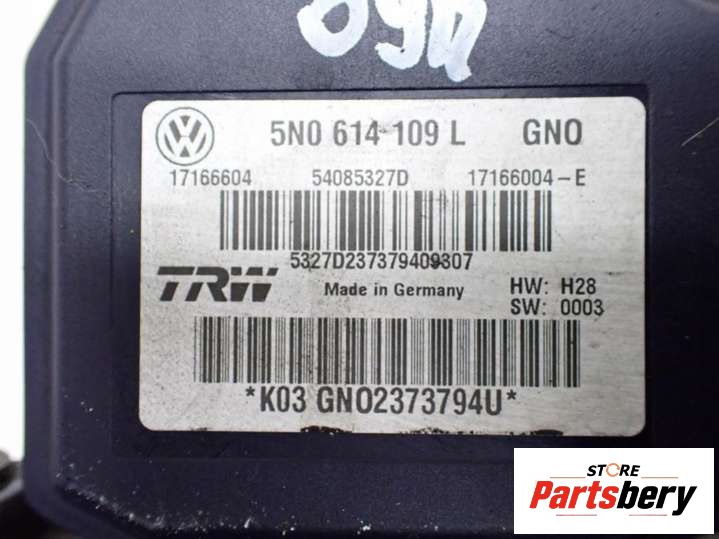 5N0 614 109 L GNO
17166604 54085327D 17166004-E
5327D237379409307
TRW Made in Germany HW: H28
SW: 0003
*K03 GNO2373794U*
STORE
Partsbery